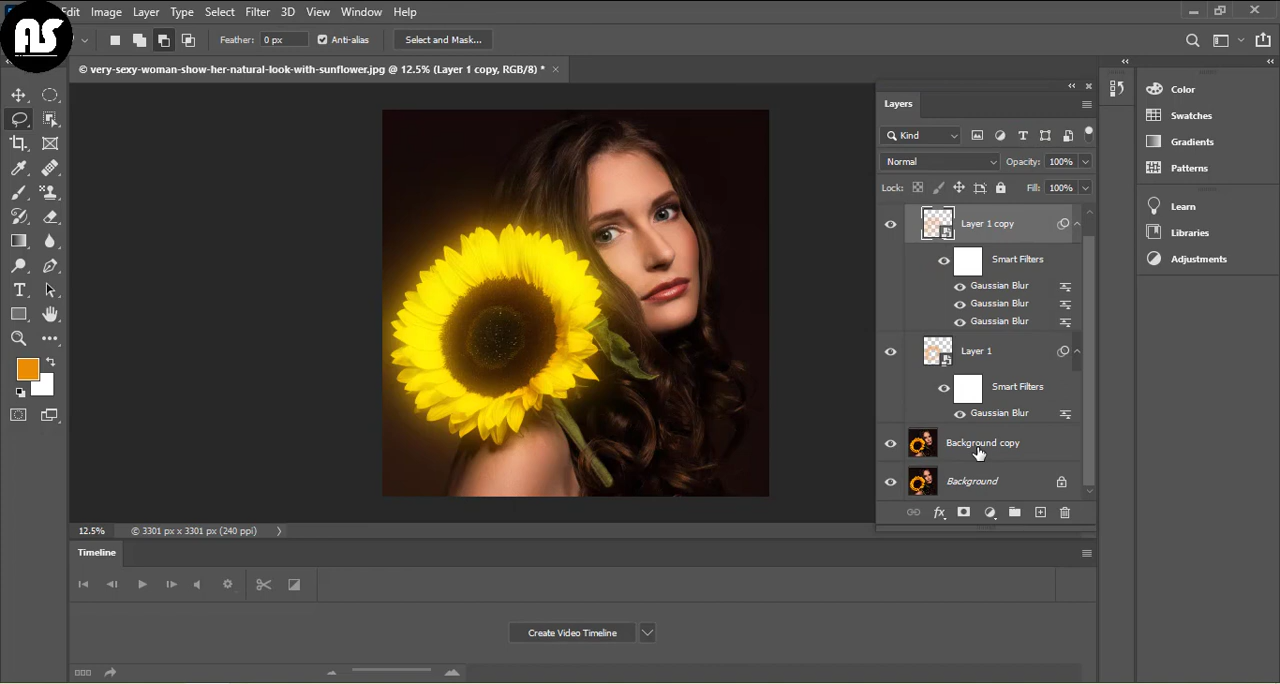 AS
Edit Image Layer Type Select Filter 3D View Window Help
Feather: 0 px Anti-alias Select and Mask...
© very-sexy-woman-show-her-natural-look-with-sunflower.jpg @ 12.5% (Layer 1 copy, RGB/8) *
Layers
Kind
Normal Opacity: 100%
Lock: Fill: 100%
Layer 1 copy
Smart Filters
Gaussian Blur
Gaussian Blur
Gaussian Blur
Layer 1
Smart Filters
Gaussian Blur
Background copy
Background
Color
Swatches
Gradients
Patterns
Learn
Libraries
Adjustments
12.5% © 3301 px x 3301 px (240 ppi)
Timeline
Create Video Timeline